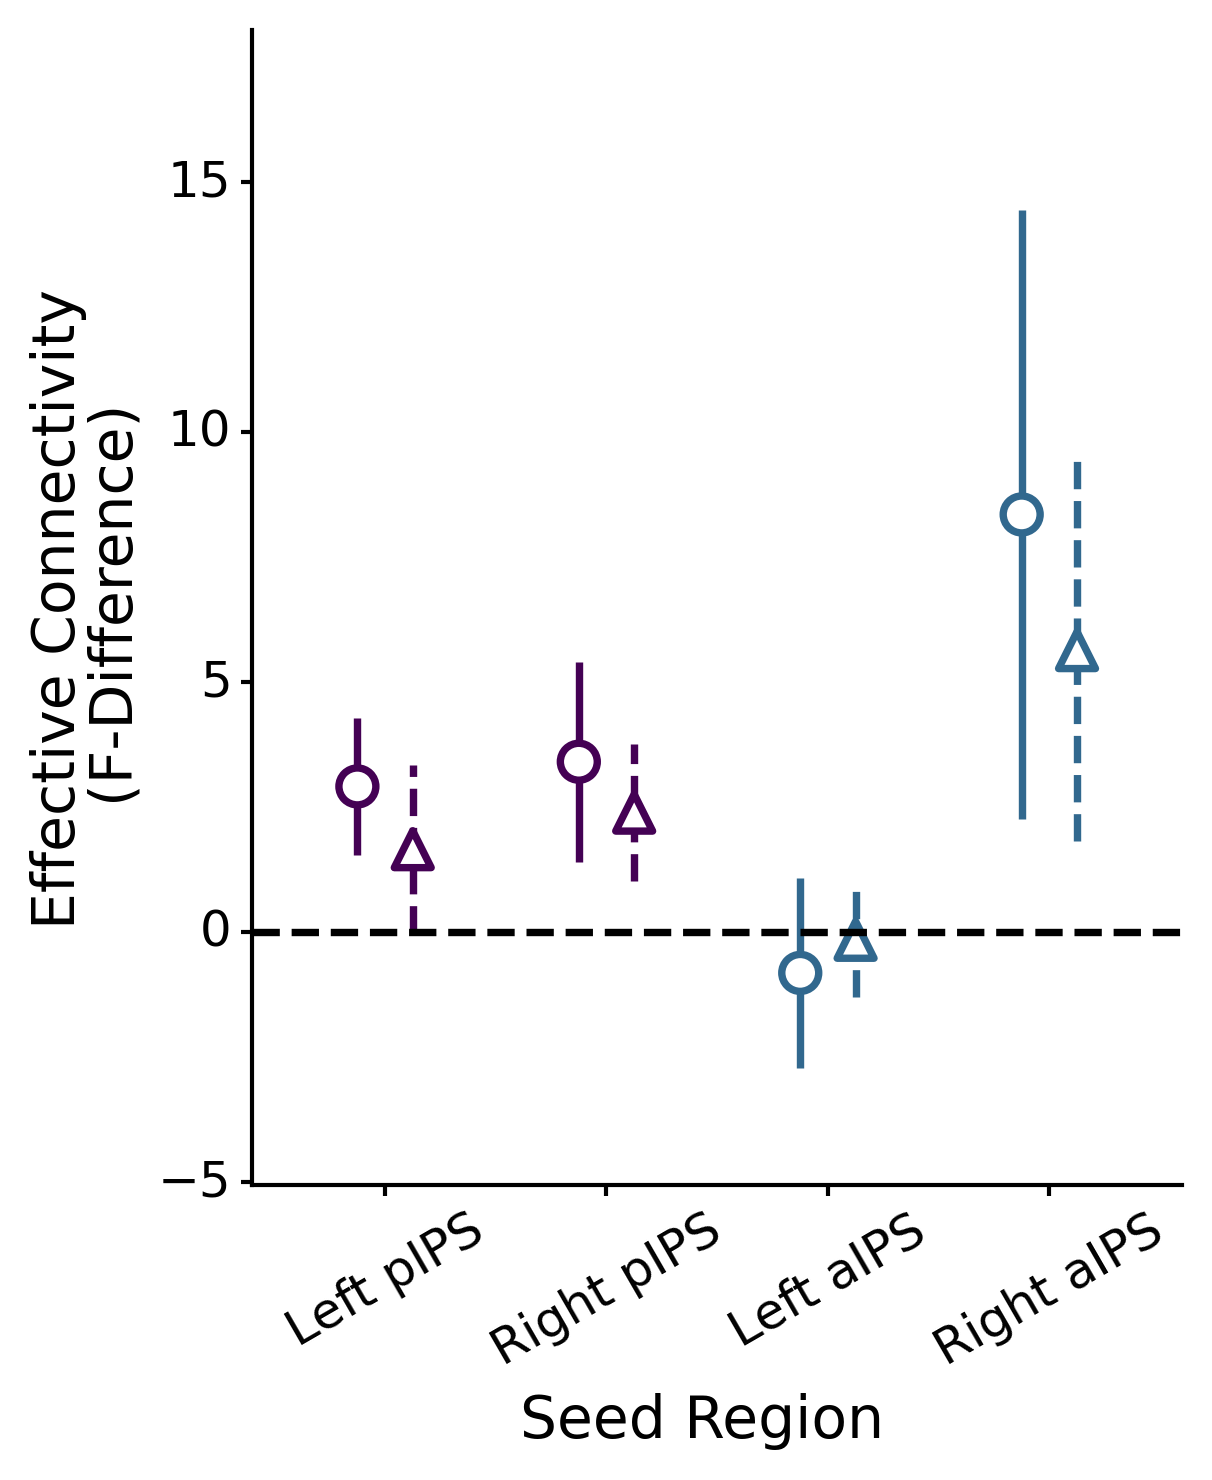 Effective Connectivity
(F-Difference)
15
10
5
0
−5
Left pIPS
Right pIPS
Left aIPS
Right aIPS
Seed Region